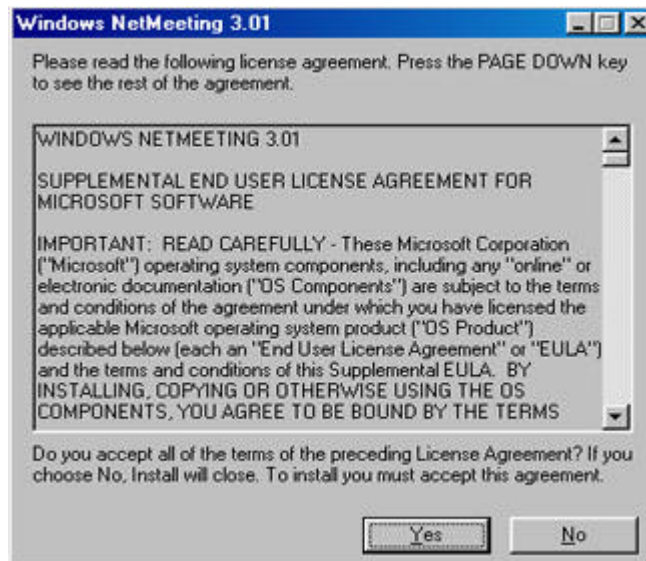 Windows NetMeeting 3.01
Please read the following license agreement. Press the PAGE DOWN key
to see the rest of the agreement.
WINDOWS NETMEETING 3.01
SUPPLEMENTAL END USER LICENSE AGREEMENT FOR
MICROSOFT SOFTWARE
IMPORTANT: READ CAREFULLY - These Microsoft Corporation
("Microsoft") operating system components, including any "online" or
electronic documentation ("OS Components") are subject to the terms
and conditions of the agreement under which you have licensed the
applicable Microsoft operating system product ("OS Product")
described below (each an "End User License Agreement" or "EULA")
and the terms and conditions of this Supplemental EULA. BY
INSTALLING, COPYING OR OTHERWISE USING THE OS
COMPONENTS, YOU AGREE TO BE BOUND BY THE TERMS
Do you accept all of the terms of the preceding License Agreement? If you
choose No, Install will close. To install you must accept this agreement.
Yes
No